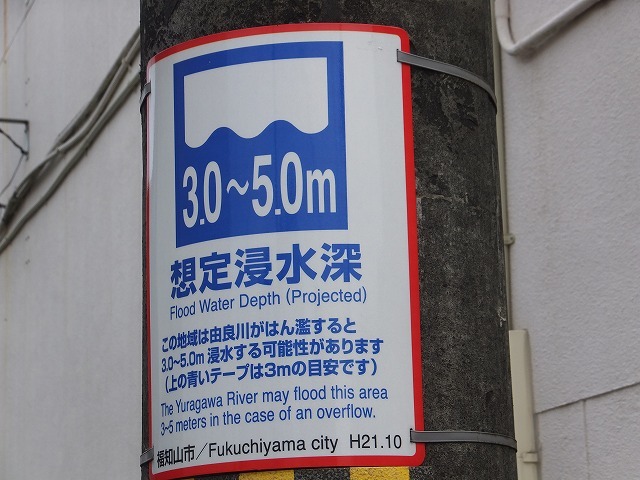 3.0～5.0m
想定浸水深
Flood Water Depth (Projected)
この地域は由良川がはん濫すると
3.0～5.0m 浸水する可能性があります
（上の青いテープは3mの目安です）
The Yuragawa River may flood this area
3~5 meters in the case of an overflow.
福知山市／Fukuchiyama city H21.10